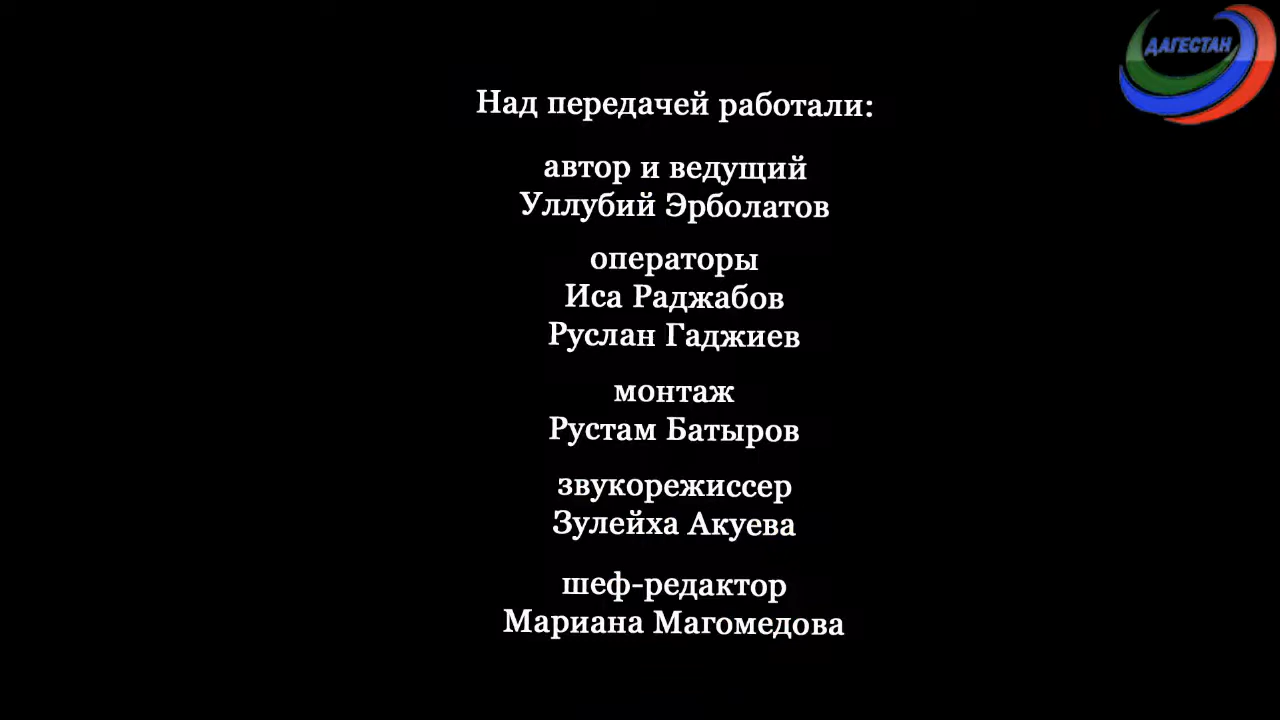 ДАГЕСТАН
Над передачей работали:
автор и ведущий
Уллубий Эрболатов
операторы
Иса Раджабов
Руслан Гаджиев
монтаж
Рустам Батыров
звукорежиссер
Зулейха Акуева
шеф-редактор
Мариана Магомедова